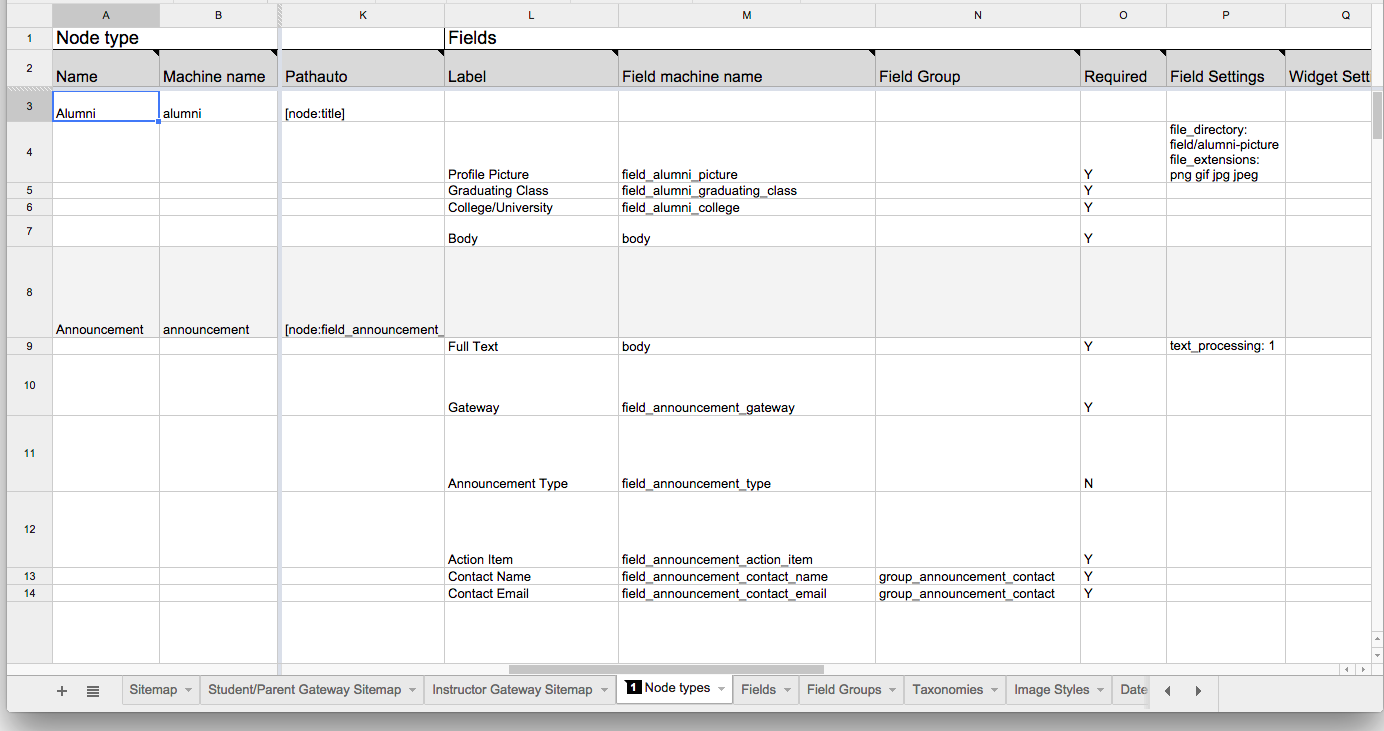 A B K L M N O P Q
1 Node type Fields
2 Name Machine name Pathauto Label Field machine name Field Group Required Field Settings Widget Sett
3 Alumni alumni [node:title]
file_directory:
field/alumni-picture
file_extensions:
4 Profile Picture field_alumni_picture Y png gif jpg jpeg
5 Graduating Class field_alumni_graduating_class Y
6 College/University field_alumni_college Y
7 Body body Y
8 Announcement announcement [node:field_announcement_
9 Full Text body Y text_processing: 1
10 Gateway field_announcement_gateway Y
11 Announcement Type field_announcement_type N
12 Action Item field_announcement_action_item Y
13 Contact Name field_announcement_contact_name group_announcement_contact Y
14 Contact Email field_announcement_contact_email group_announcement_contact Y
Sitemap Student/Parent Gateway Sitemap Instructor Gateway Sitemap 1 Node types Fields Field Groups Taxonomies Image Styles Date